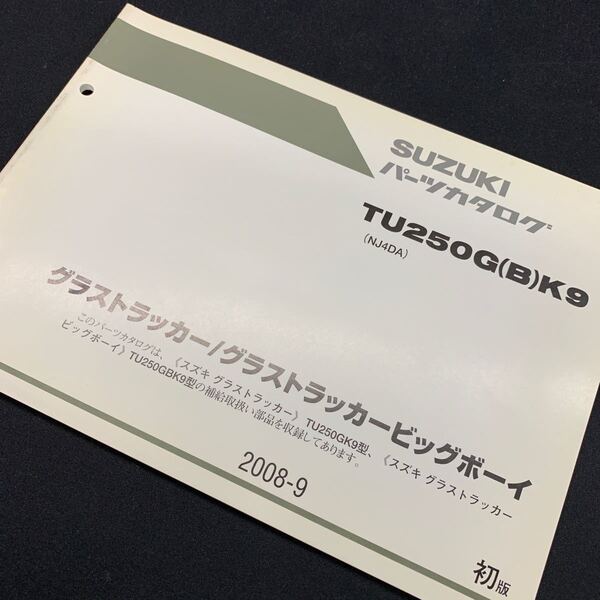 SUZUKI
パーツカタログ
TU250G(B)K9
(NJ4DA)
グラストラッカー/グラストラッカービッグボーイ
このパーツカタログは、《スズキ グラストラッカー》TU250GK9型、《スズキ グラストラッカー
ビッグボーイ》TU250GBK9型の補給取扱い部品を収録してあります。
2008-9
初版